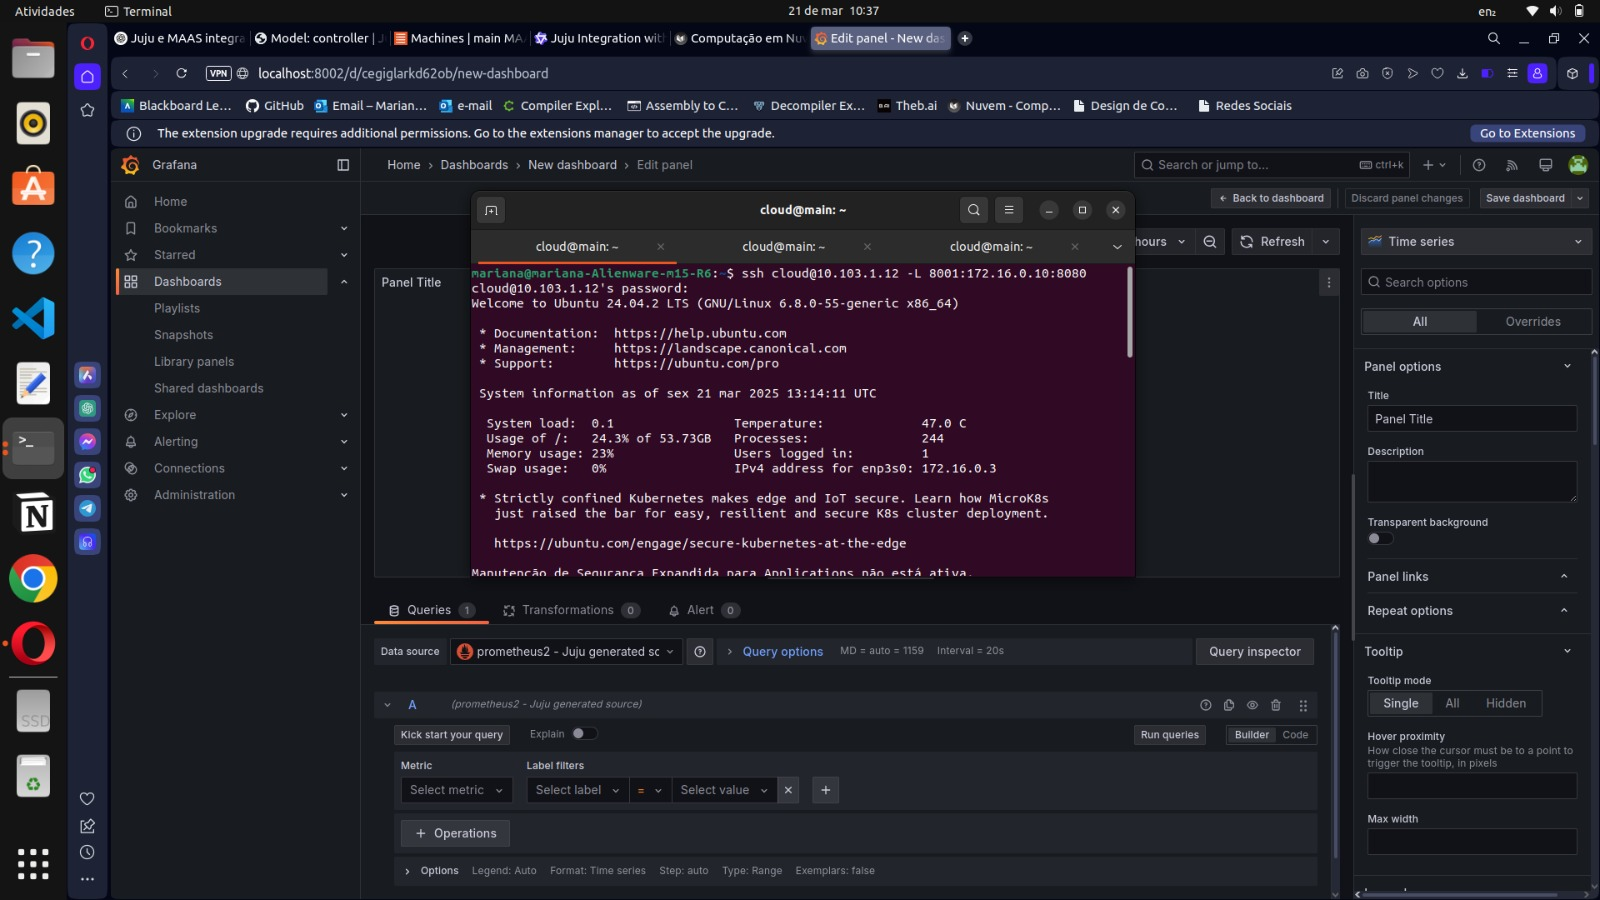 Atividades
Terminal
21 de mar 10:37
en₂
Juju e MAAS integra
Model: controller | J
Machines | main MA
Juju Integration wit
Computação em Nu
Edit panel - New das
VPN
localhost:8002/d/cegiglarkd62ob/new-dashboard
Blackboard Le...
GitHub
Email – Marian...
e-mail
Compiler Expl...
Assembly to C...
Decompiler Ex...
Theb.ai
Nuvem - Comp...
Design de Co...
Redes Sociais
The extension upgrade requires additional permissions. Go to the extensions manager to accept the upgrade.
Go to Extensions
Grafana
Home › Dashboards › New dashboard › Edit panel
Search or jump to...
ctrl+k
Back to dashboard
Discard panel changes
Save dashboard
Home
Bookmarks
Starred
Dashboards
Playlists
Snapshots
Library panels
Shared dashboards
Explore
Alerting
Connections
Administration
hours
Refresh
Panel Title
cloud@main: ~
cloud@main: ~
cloud@main: ~
cloud@main: ~
mariana@mariana-Alienware-m15-R6:~$ ssh cloud@10.103.1.12 -L 8001:172.16.0.10:8080
cloud@10.103.1.12's password:
Welcome to Ubuntu 24.04.2 LTS (GNU/Linux 6.8.0-55-generic x86_64)
* Documentation: https://help.ubuntu.com
* Management: https://landscape.canonical.com
* Support: https://ubuntu.com/pro
System information as of sex 21 mar 2025 13:14:11 UTC
System load: 0.1 Temperature: 47.0 C
Usage of /: 24.3% of 53.73GB Processes: 244
Memory usage: 23% Users logged in: 1
Swap usage: 0% IPv4 address for enp3s0: 172.16.0.3
* Strictly confined Kubernetes makes edge and IoT secure. Learn how MicroK8s
just raised the bar for easy, resilient and secure K8s cluster deployment.
https://ubuntu.com/engage/secure-kubernetes-at-the-edge
Manutenção de Segurança Expandida para Applications não está ativa.
Time series
Search options
All
Overrides
Panel options
Title
Panel Title
Description
Transparent background
Panel links
Repeat options
Tooltip
Tooltip mode
Single
All
Hidden
Hover proximity
How close the cursor must be to a point to
trigger the tooltip, in pixels
Max width
Queries 1
Transformations 0
Alert 0
Data source
prometheus2 - Juju generated sc
Query options
MD = auto = 1159
Interval = 20s
Query inspector
A
(prometheus2 - Juju generated source)
Kick start your query
Explain
Run queries
Builder
Code
Metric
Label filters
Select metric
Select label
=
Select value
+ Operations
Options
Legend: Auto
Format: Time series
Step: auto
Type: Range
Exemplars: false
SSD